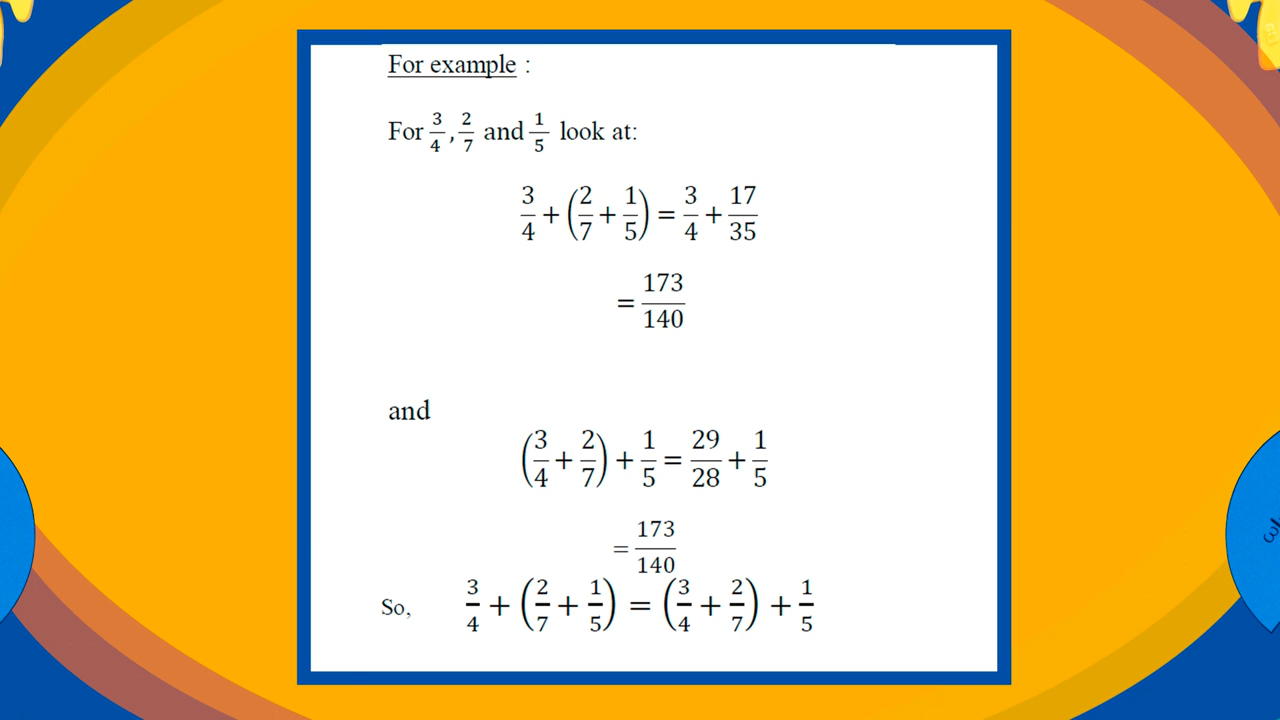 For example :
For 3/4, 2/7 and 1/5 look at:
3/4 + (2/7 + 1/5) = 3/4 + 17/35
= 173/140
and
(3/4 + 2/7) + 1/5 = 29/28 + 1/5
= 173/140
So, 3/4 + (2/7 + 1/5) = (3/4 + 2/7) + 1/5